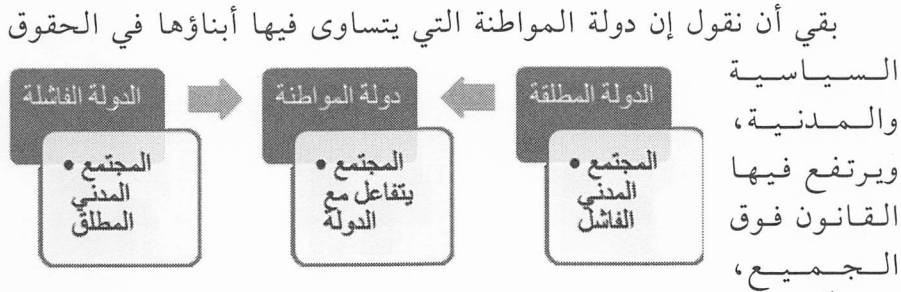 بقي أن نقول إن دولة المواطنة التي يتساوى فيها أبناؤها في الحقوق
السياسية
والمدنية،
ويرتفع فيها
القانون فوق
الجميع،
الدولة المطلقة
• المجتمع
المدني
الفاشل
دولة المواطنة
• المجتمع
يتفاعل مع
الدولة
الدولة الفاشلة
• المجتمع
المدني
المطلق